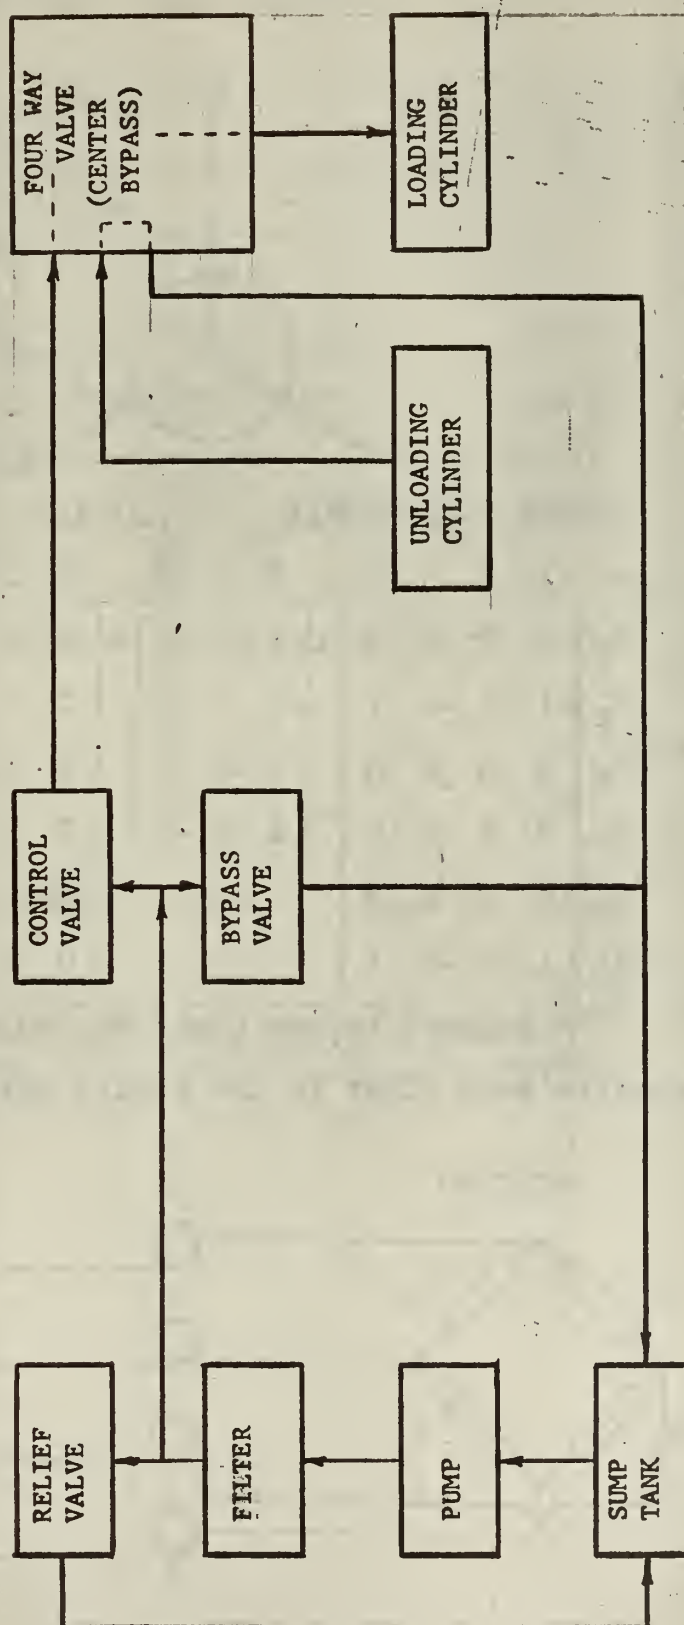 RELIEF
VALVE
FILTER
PUMP
SUMP
TANK
CONTROL
VALVE
BYPASS
VALVE
UNLOADING
CYLINDER
FOUR WAY
VALVE
(CENTER
BYPASS)
LOADING
CYLINDER